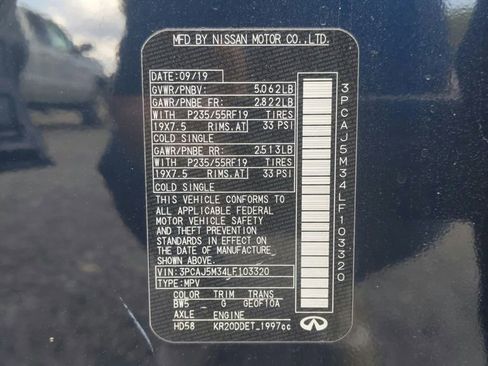 MFD BY NISSAN MOTOR CO.,LTD.
DATE: 09/19
GVWR/PNBV: 5,062LB
GAWR/PNBE FR: 2,822LB
WITH P235/55RF19 TIRES
19X7.5 RIMS.AT 33 PSI
COLD SINGLE
GAWR/PNBE RR: 2,513LB
WITH P235/55RF19 TIRES
19X7.5 RIMS.AT 33 PSI
COLD SINGLE
THIS VEHICLE CONFORMS TO
ALL APPLICABLE FEDERAL
MOTOR VEHICLE SAFETY
AND THEFT PREVENTION
STANDARDS IN EFFECT ON
THE DATE OF MANUFACTURE
SHOWN ABOVE.
VIN: 3PCAJ5M34LF103320
TYPE: MPV
COLOR TRIM TRANS
BW5 G GE0F10A
AXLE ENGINE
HD58 KR20DDET_1997cc
3PCAJ5M34LF103320